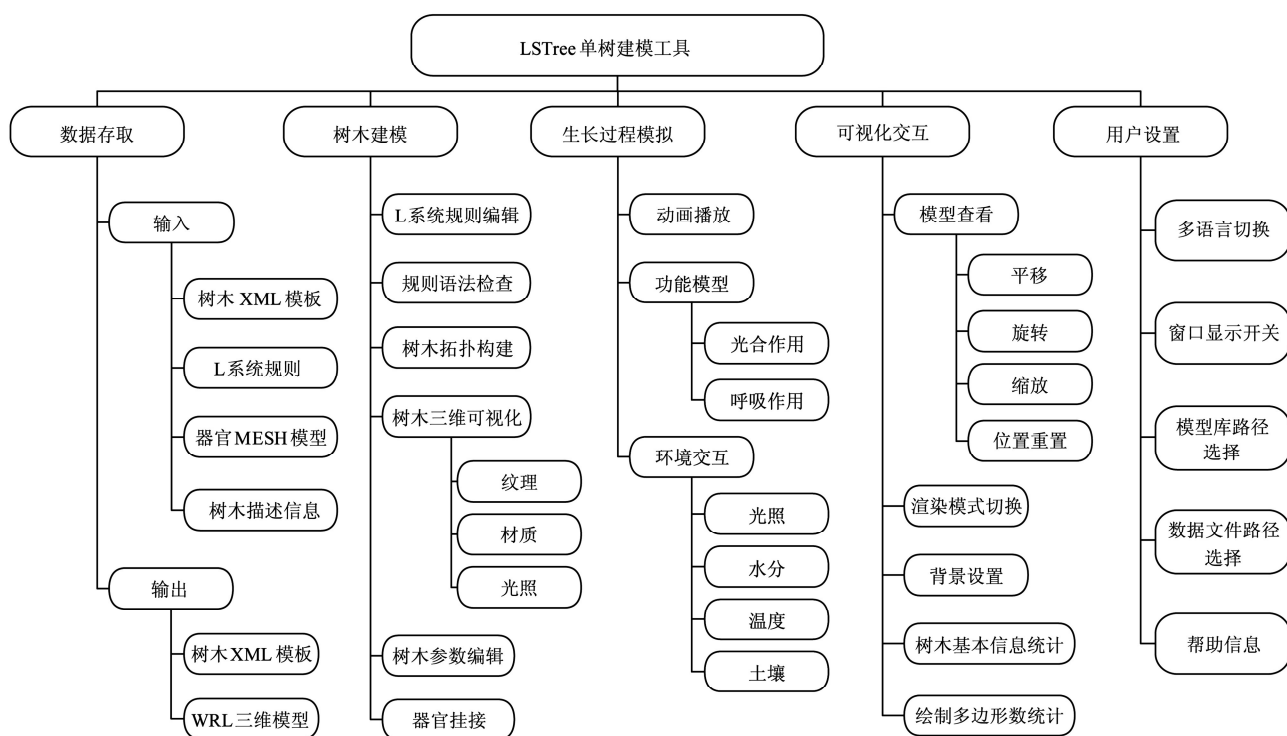 LSTree 单树建模工具
数据存取
输入
树木 XML 模板
L系统规则
器官MESH模型
树木描述信息
输出
树木XML 模板
WRL三维模型
树木建模
L系统规则编辑
规则语法检查
树木拓扑构建
树木三维可视化
纹理
材质
光照
树木参数编辑
器官挂接
生长过程模拟
动画播放
功能模型
光合作用
呼吸作用
环境交互
光照
水分
温度
土壤
可视化交互
模型查看
平移
旋转
缩放
位置重置
渲染模式切换
背景设置
树木基本信息统计
绘制多边形数统计
用户设置
多语言切换
窗口显示开关
模型库路径
选择
数据文件路径
选择
帮助信息